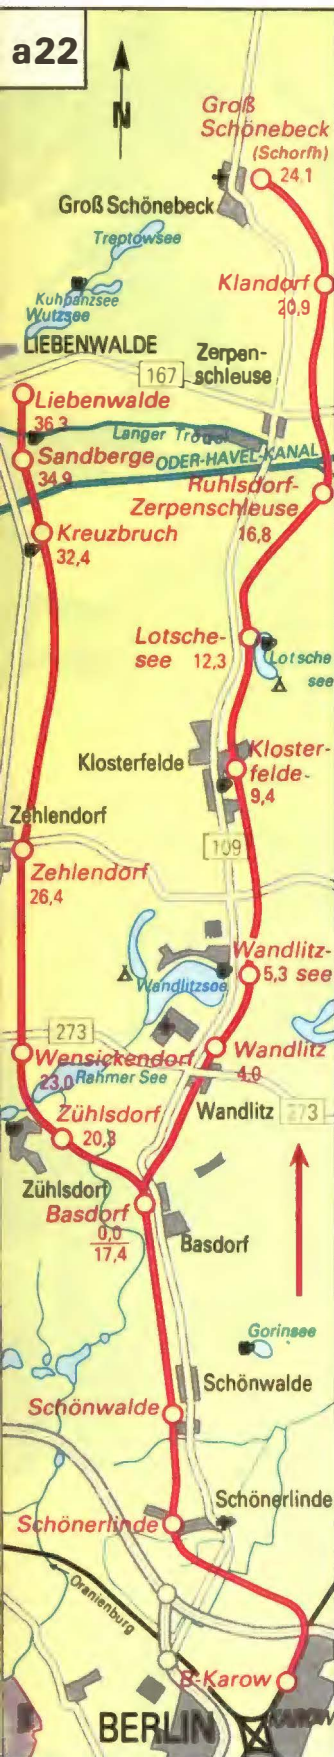 a22
N
Groß
Schönebeck
(Schorfh)
24,1
Groß Schönebeck
Treptowsee
Klandorf
20,9
Kuhpanzsee
Wutzsee
LIEBENWALDE
Zerpen-
schleuse
167
Liebenwalde
36,3
Langer Trödel
Sandberge
34,9
ODER-HAVEL-KANAL
Ruhlsdorf-
Zerpenschleuse
16,8
Kreuzbruch
32,4
Lotsche-
see 12,3
Lotsche
see
Klosterfelde
Kloster-
felde-
9,4
Zehlendorf
109
Zehlendorf
26,4
Wandlitz-
5,3 see
Wandlitzsee
273
Wensickendorf
23,0
Rahmer See
Wandlitz
4,0
Wandlitz
273
Zühlsdorf
20,3
Zühlsdorf
Basdorf
0,0
17,4
Basdorf
Gorinsee
Schönwalde
Schönwalde
Schönerlinde
Schönerlinde
Oranienburg
B-Karow
BERLIN
KAROW